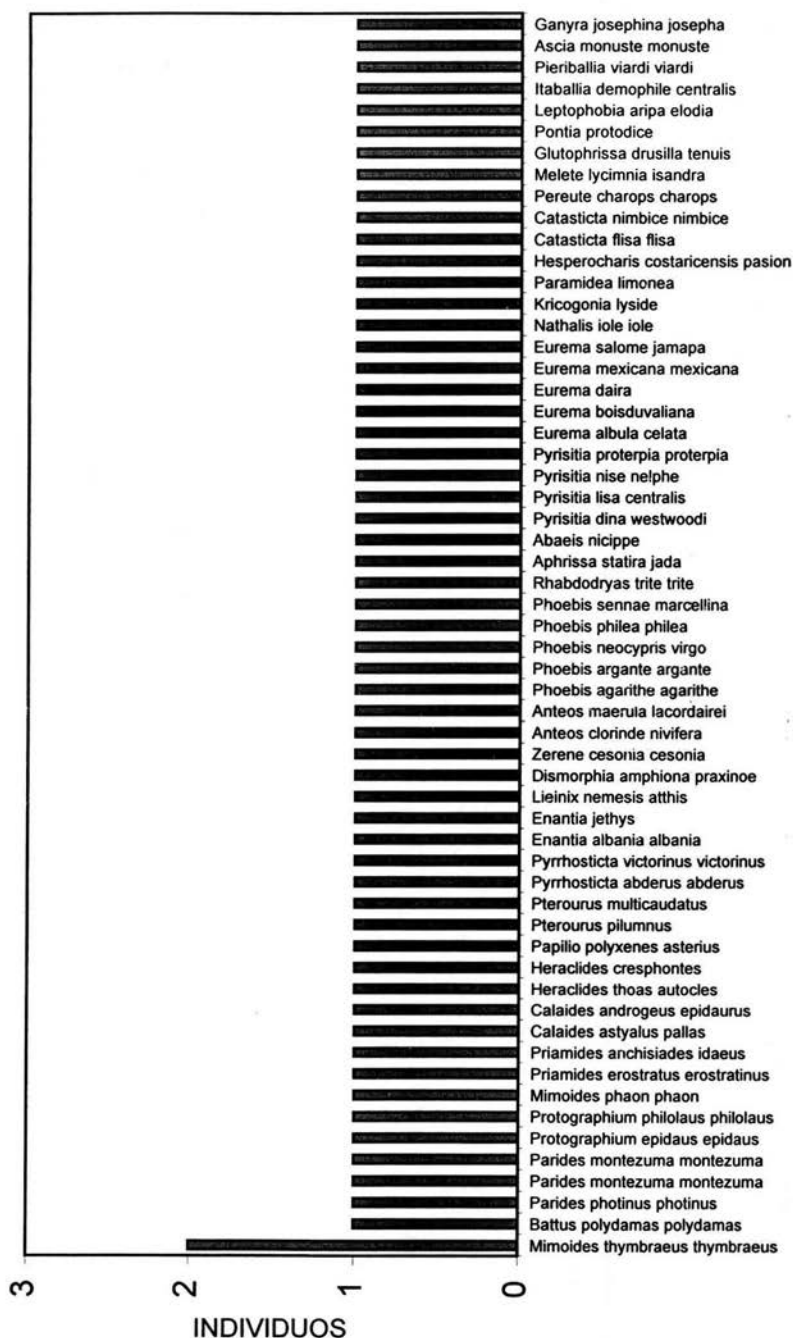 Ganyra josephina josepha
Ascia monuste monuste
Pieriballia viardi viardi
Itaballia demophile centralis
Leptophobia aripa elodia
Pontia protodice
Glutophrissa drusilla tenuis
Melete lycimnia isandra
Pereute charops charops
Catasticta nimbice nimbice
Catasticta flisa flisa
Hesperocharis costaricensis pasion
Paramidea limonea
Kricogonia lyside
Nathalis iole iole
Eurema salome jamapa
Eurema mexicana mexicana
Eurema daira
Eurema boisduvaliana
Eurema albula celata
Pyrisitia proterpia proterpia
Pyrisitia nise nelphe
Pyrisitia lisa centralis
Pyrisitia dina westwoodi
Abaeis nicippe
Aphrissa statira jada
Rhabdodryas trite trite
Phoebis sennae marcellina
Phoebis philea philea
Phoebis neocypris virgo
Phoebis argante argante
Phoebis agarithe agarithe
Anteos maerula lacordairei
Anteos clorinde nivifera
Zerene cesonia cesonia
Dismorphia amphiona praxinoe
Lieinix nemesis atthis
Enantia jethys
Enantia albania albania
Pyrrhosticta victorinus victorinus
Pyrrhosticta abderus abderus
Pterourus multicaudatus
Pterourus pilumnus
Papilio polyxenes asterius
Heraclides cresphontes
Heraclides thoas autocles
Calaides androgeus epidaurus
Calaides astyalus pallas
Priamides anchisiades idaeus
Priamides erostratus erostratinus
Mimoides phaon phaon
Protographium philolaus philolaus
Protographium epidaus epidaus
Parides montezuma montezuma
Parides montezuma montezuma
Parides photinus photinus
Battus polydamas polydamas
Mimoides thymbraeus thymbraeus
3 2 1 0
INDIVIDUOS